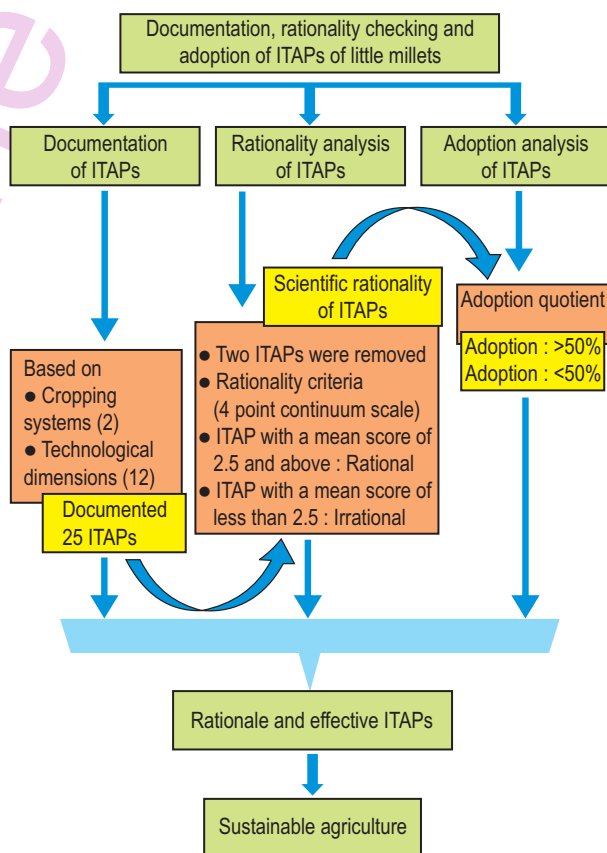 Documentation, rationality checking and
adoption of ITAPs of little millets
Documentation
of ITAPs
Rationality analysis
of ITAPs
Adoption analysis
of ITAPs
Scientific rationality
of ITAPs
Adoption quotient
Adoption : >50%
Adoption : <50%
Based on
● Cropping
systems (2)
● Technological
dimensions (12)
Documented
25 ITAPs
● Two ITAPs were removed
● Rationality criteria
(4 point continuum scale)
● ITAP with a mean score of
2.5 and above : Rational
● ITAP with a mean score of
less than 2.5 : Irrational
Rationale and effective ITAPs
Sustainable agriculture